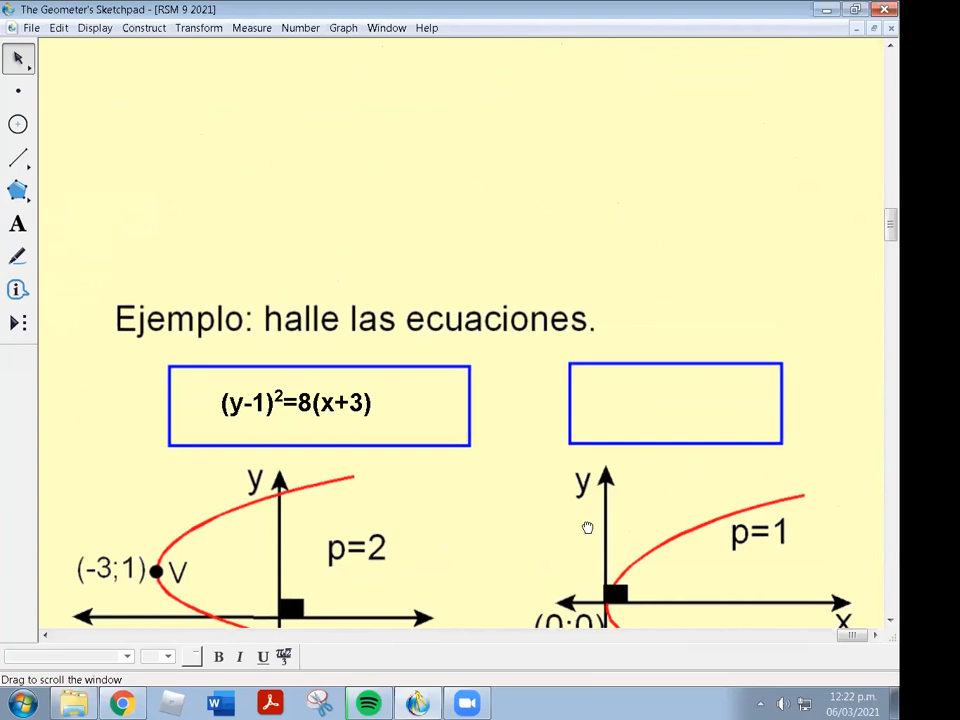 The Geometer's Sketchpad - [RSM 9 2021]
File Edit Display Construct Transform Measure Number Graph Window Help
A
Ejemplo: halle las ecuaciones.
(y-1)²=8(x+3)
y
p=2
(-3;1)
V
y
p=1
(0;0)
x
B I U
Drag to scroll the window
12:22 p.m.
06/03/2021